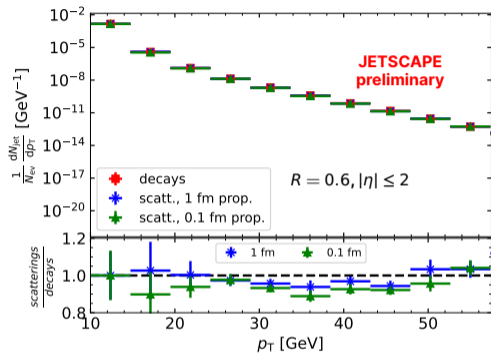 10⁻²
10⁻⁵
10⁻⁸
10⁻¹¹
10⁻¹⁴
10⁻¹⁷
10⁻²⁰
1/N_ev dN_jet/dp_T [GeV⁻¹]
JETSCAPE
preliminary
R = 0.6, |η| ≤ 2
decays
scatt., 1 fm prop.
scatt., 0.1 fm prop.
1.2
1.0
0.8
scatterings
decays
1 fm 0.1 fm
10 20 30 40 50
p_T [GeV]